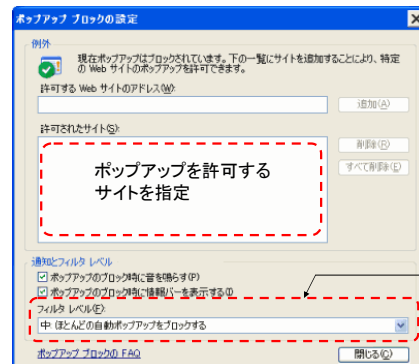 ポップアップ ブロックの設定
例外
現在ポップアップはブロックされています。下の一覧にサイトを追加することにより、特定
の Web サイトのポップアップを許可できます。
許可する Web サイトのアドレス(W):
追加(A)
許可されたサイト(S):
削除(R)
すべて削除(E)
ポップアップを許可する
サイトを指定
通知とフィルタ レベル
ポップアップのブロック時に音を鳴らす(P)
ポップアップのブロック時に情報バーを表示する(I)
フィルタ レベル(F):
中: ほとんどの自動ポップアップをブロックする
ポップアップ ブロックの FAQ
閉じる(C)